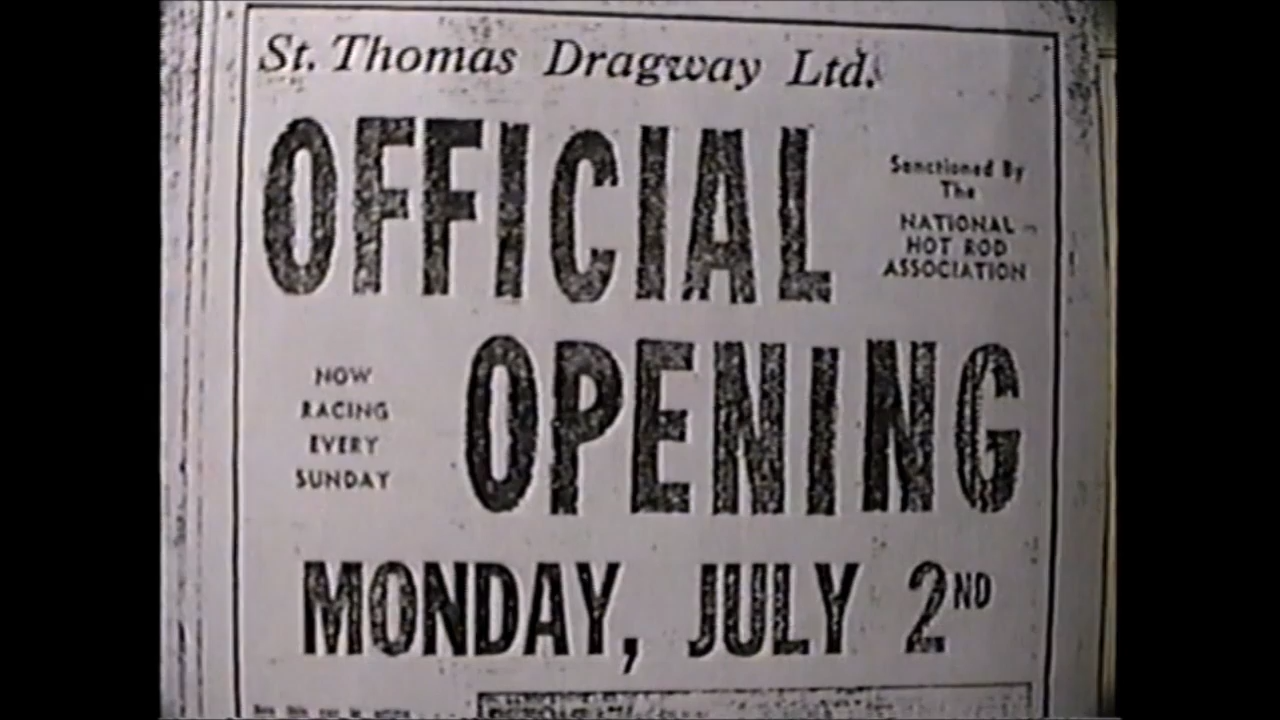 St. Thomas Dragway Ltd.
OFFICIAL
Sanctioned By
The
NATIONAL
HOT ROD
ASSOCIATION
NOW
RACING
EVERY
SUNDAY
OPENING
MONDAY, JULY 2ND